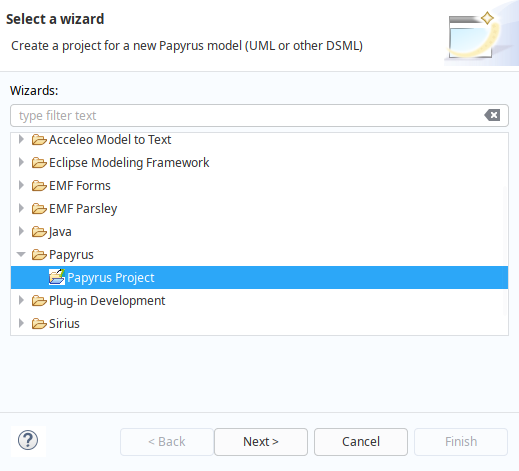 Select a wizard
Create a project for a new Papyrus model (UML or other DSML)
Wizards:
type filter text
Acceleo Model to Text
Eclipse Modeling Framework
EMF Forms
EMF Parsley
Java
Papyrus
Papyrus Project
Plug-in Development
Sirius
? < Back Next > Cancel Finish